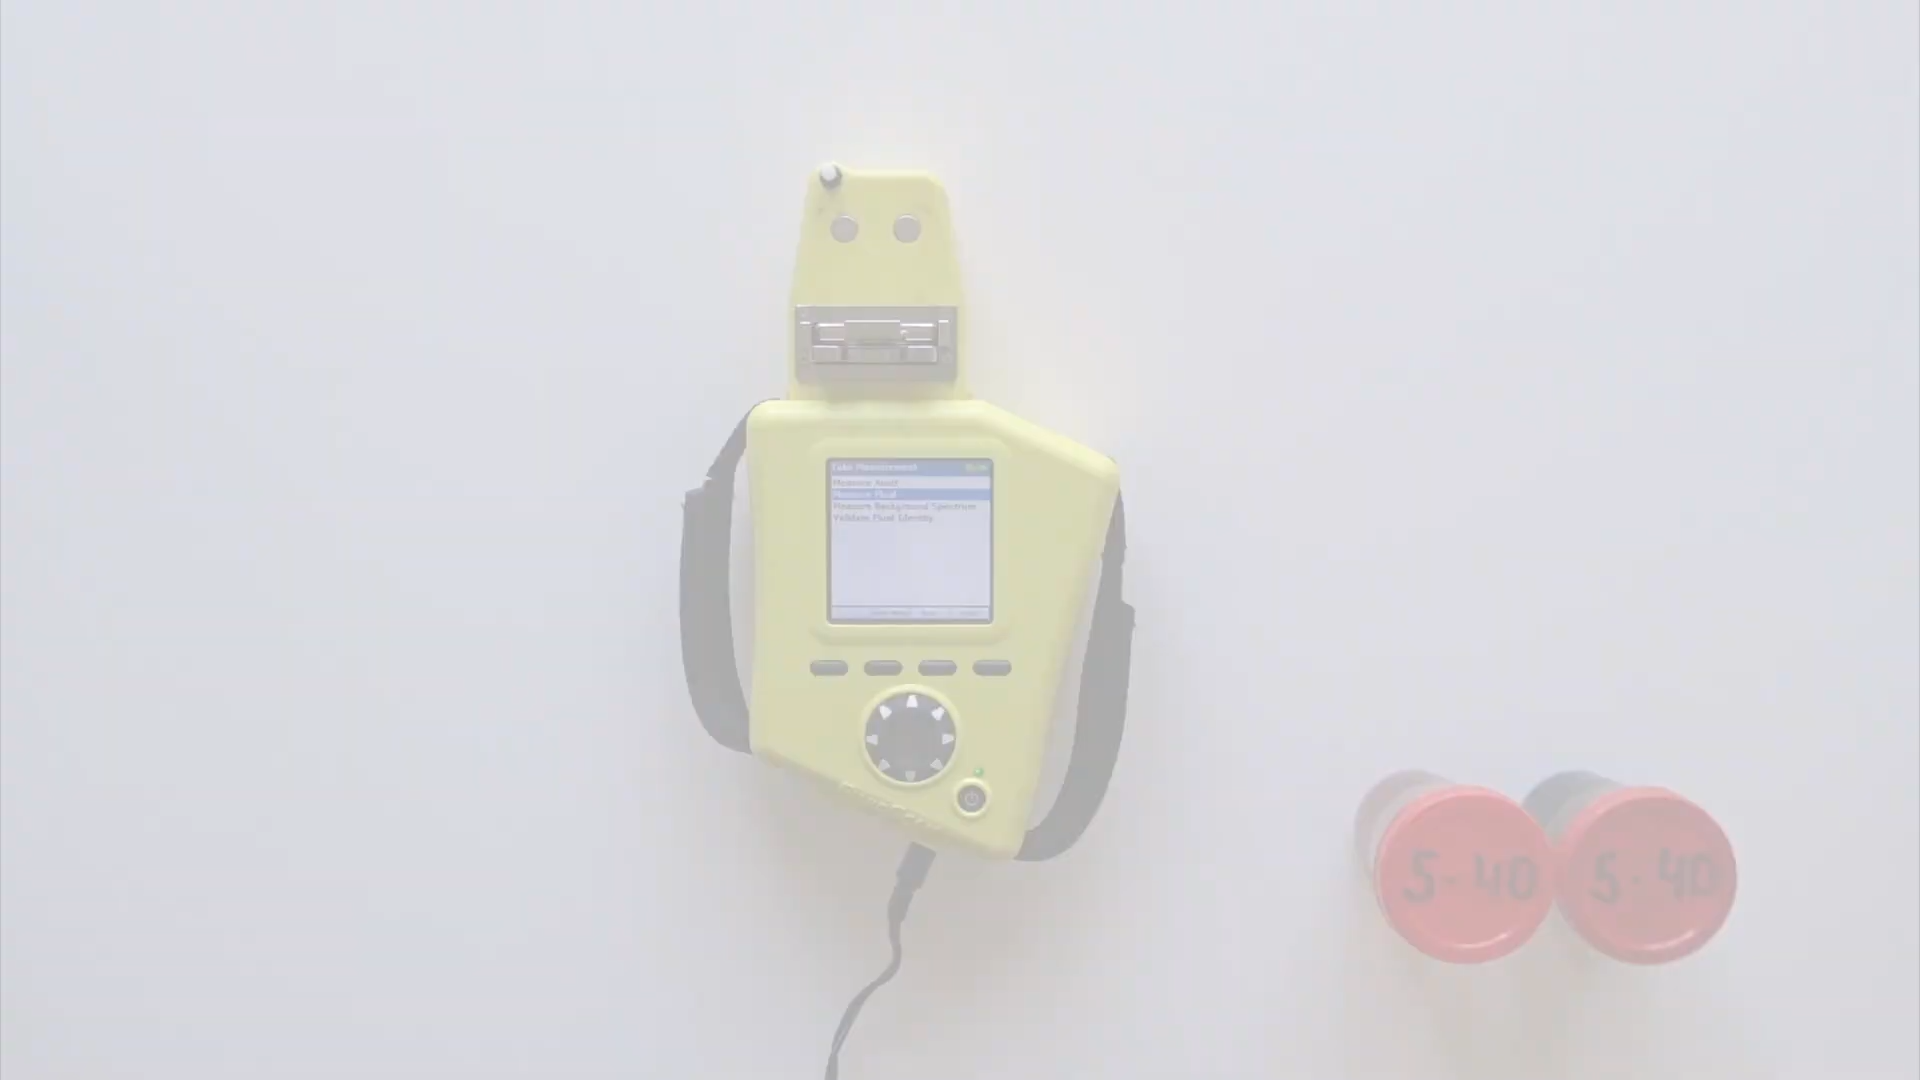 Take Measurement
Measure Asset
Measure Fluid
Measure Background Spectrum
Validate Fluid Identity
5-40
5-40